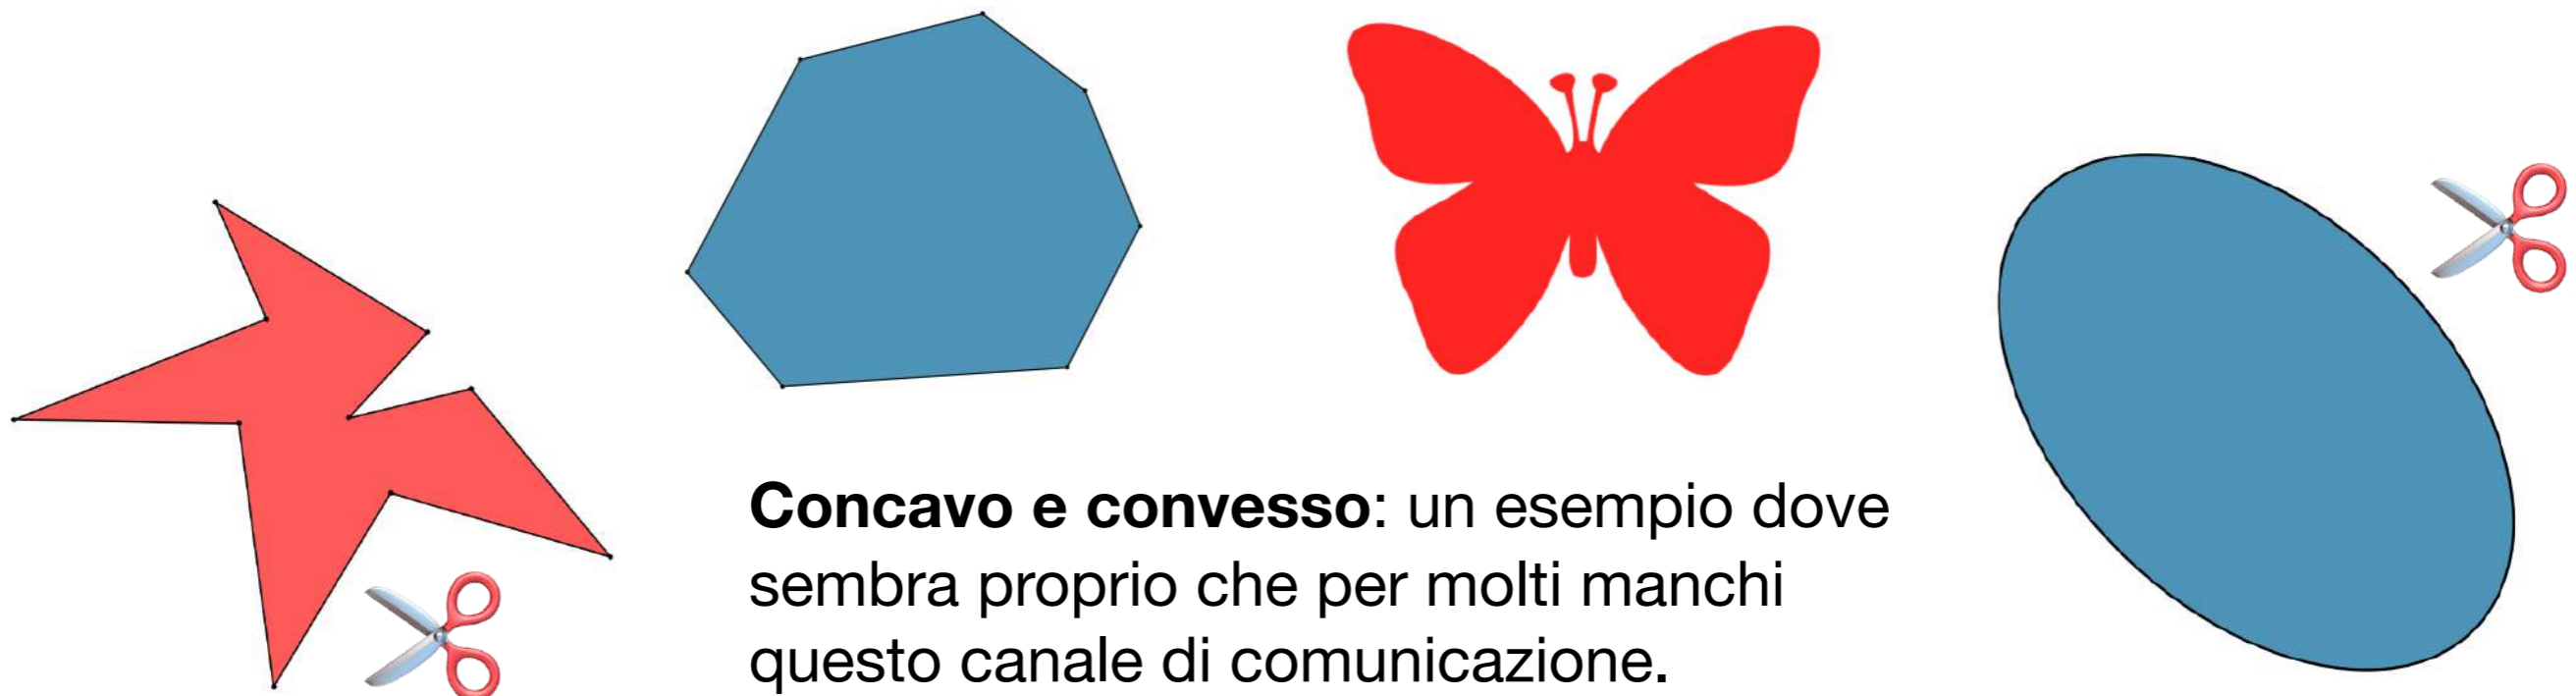 Concavo e convesso: un esempio dove
sembra proprio che per molti manchi
questo canale di comunicazione.